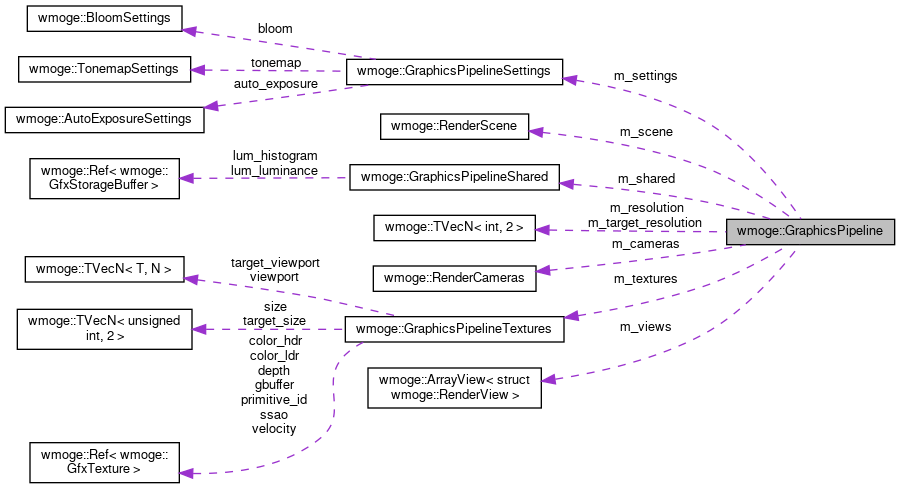 wmoge::BloomSettings
bloom
wmoge::TonemapSettings
tonemap
wmoge::GraphicsPipelineSettings
m_settings
auto_exposure
wmoge::AutoExposureSettings
wmoge::RenderScene
m_scene
wmoge::Ref< wmoge::
GfxStorageBuffer >
lum_histogram
lum_luminance
wmoge::GraphicsPipelineShared
m_shared
wmoge::TVecN< int, 2 >
m_resolution
m_target_resolution
wmoge::GraphicsPipeline
m_cameras
wmoge::RenderCameras
wmoge::TVecN< T, N >
target_viewport
viewport
m_textures
wmoge::TVecN< unsigned
int, 2 >
size
target_size
wmoge::GraphicsPipelineTextures
m_views
color_hdr
color_ldr
depth
gbuffer
primitive_id
ssao
velocity
wmoge::ArrayView< struct
wmoge::RenderView >
wmoge::Ref< wmoge::
GfxTexture >